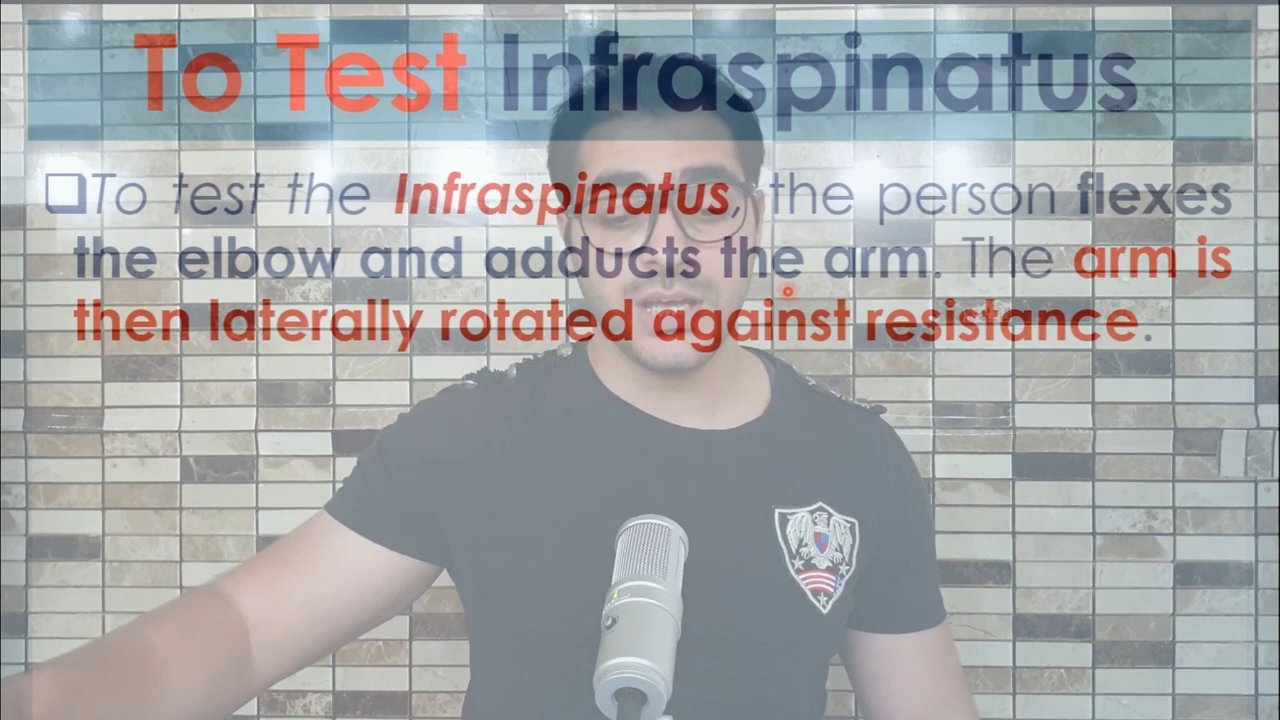 To Test Infraspinatus
❑To test the Infraspinatus, the person flexes
the elbow and adducts the arm. The arm is
then laterally rotated against resistance.